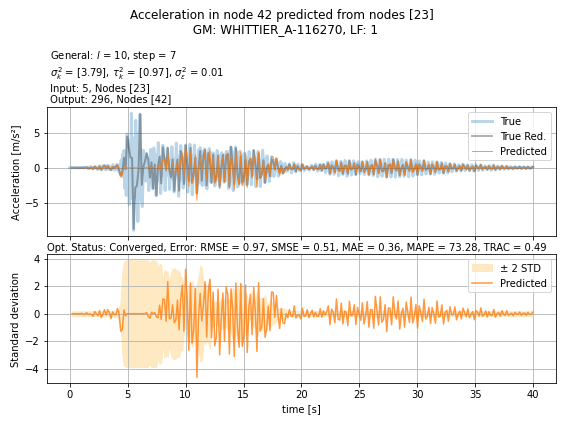 Acceleration in node 42 predicted from nodes [23]
GM: WHITTIER_A-116270, LF: 1
General: l = 10, step = 7
σ²ₖ = [3.79], τ²ₖ = [0.97], σ²ε = 0.01
Input: 5, Nodes [23]
Output: 296, Nodes [42]
Acceleration [m/s²]
5
0
−5
True
True Red.
Predicted
Opt. Status: Converged, Error: RMSE = 0.97, SMSE = 0.51, MAE = 0.36, MAPE = 73.28, TRAC = 0.49
Standard deviation
4
2
0
−2
−4
± 2 STD
Predicted
0 5 10 15 20 25 30 35 40
time [s]